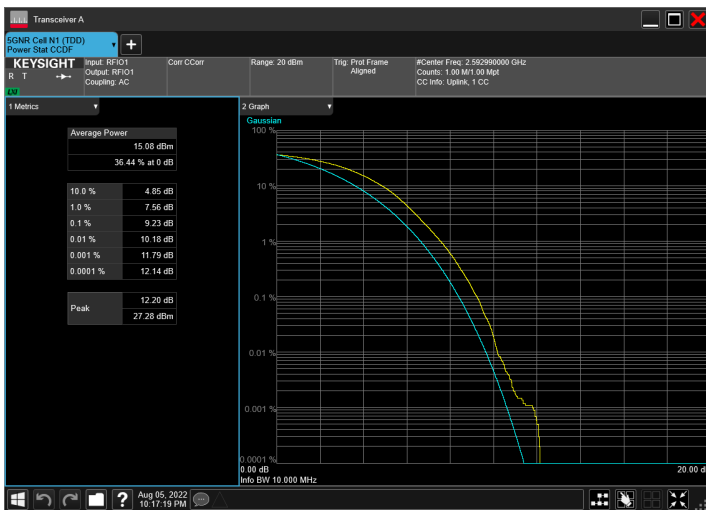 Transceiver A
5GNR Cell N1 (TDD)
Power Stat CCDF
KEYSIGHT
R T
LXI
Input: RFIO1
Output: RFIO1
Coupling: AC
Corr CCorr
Range: 20 dBm
Trig: Prot Frame
Aligned
#Center Freq: 2.592990000 GHz
Counts: 1.00 M/1.00 Mpt
CC Info: Uplink, 1 CC
1 Metrics
Average Power
15.08 dBm
36.44 % at 0 dB
10.0 % 4.85 dB
1.0 % 7.56 dB
0.1 % 9.23 dB
0.01 % 10.18 dB
0.001 % 11.79 dB
0.0001 % 12.14 dB
Peak
12.20 dB
27.28 dBm
2 Graph
Gaussian
100 %
10 %
1 %
0.1 %
0.01 %
0.001 %
0.0001 %
0.00 dB
20.00 d
Info BW 10.000 MHz
Aug 05, 2022
10:17:19 PM